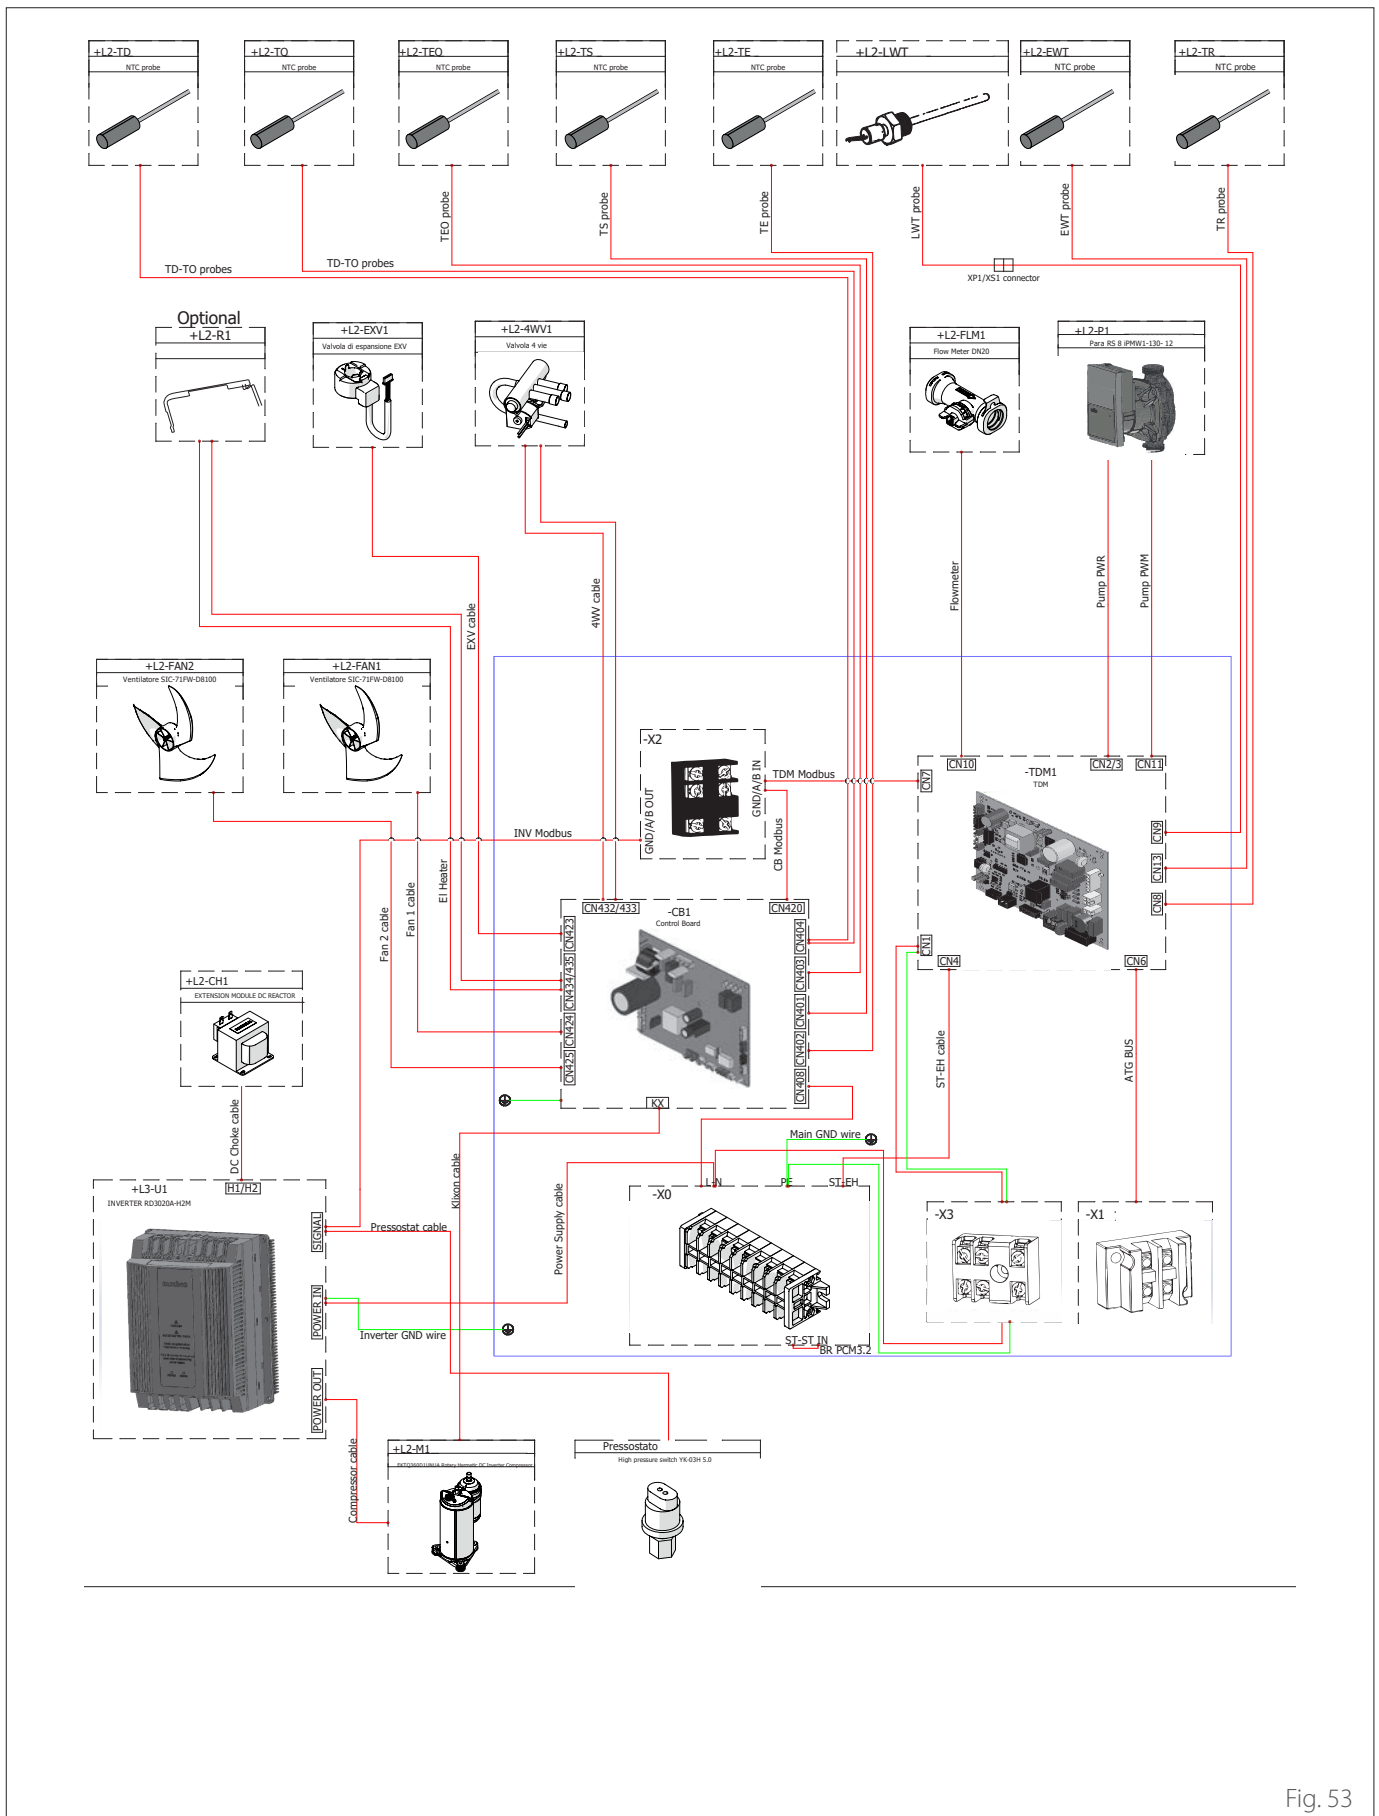 +L2-TD
NTC probe
+L2-TO
NTC probe
+L2-TEO
NTC probe
+L2-TS
NTC probe
+L2-TE
NTC probe
+L2-LWT
+L2-EWT
NTC probe
+L2-TR
NTC probe
TEO probe
TS probe
TE probe
LWT probe
EWT probe
TR probe
TD-TO probes
TD-TO probes
XP1/XS1 connector
Optional
+L2-R1
+L2-EXV1
Valvola di espansione EXV
+L2-4WV1
Valvola 4 vie
+L2-FLM1
Flow Meter DN20
+L2-P1
Para RS 8 iPMW1-130- 12
EXV cable
4WV cable
Flowmeter
Pump PWR
Pump PWM
+L2-FAN2
Ventilatore SIC-71FW-D8100
+L2-FAN1
Ventilatore SIC-71FW-D8100
-X2
GND/A/B OUT
GND/A/B IN
TDM Modbus
INV Modbus
CB Modbus
CN7
CN10
CN2/3
CN11
-TDM1
TDM
CN9
CN13
CN8
CN1
CN4
CN6
Fan 2 cable
Fan 1 cable
El Heater
CN432/433
-CB1
Control Board
CN420
CN423
CN434/435
CN424
CN425
CN404
CN403
CN401
CN402
CN408
KX
+L2-CH1
EXTENSION MODULE DC REACTOR
DC Choke cable
ST-EH cable
ATG BUS
Main GND wire
+L3-U1
INVERTER RD3020A-H2M
H1/H2
SIGNAL
POWER IN
POWER OUT
Pressostat cable
Inverter GND wire
Klixon cable
Power Supply cable
Compressor cable
-X0
L-N
PE
ST-EH
ST-ST IN
BR PCM3.2
-X3
-X1
+L2-M1
Rotary Hermetic DC Inverter Compressor
Pressostato
High pressure switch YK-03H 5.0
Fig. 53